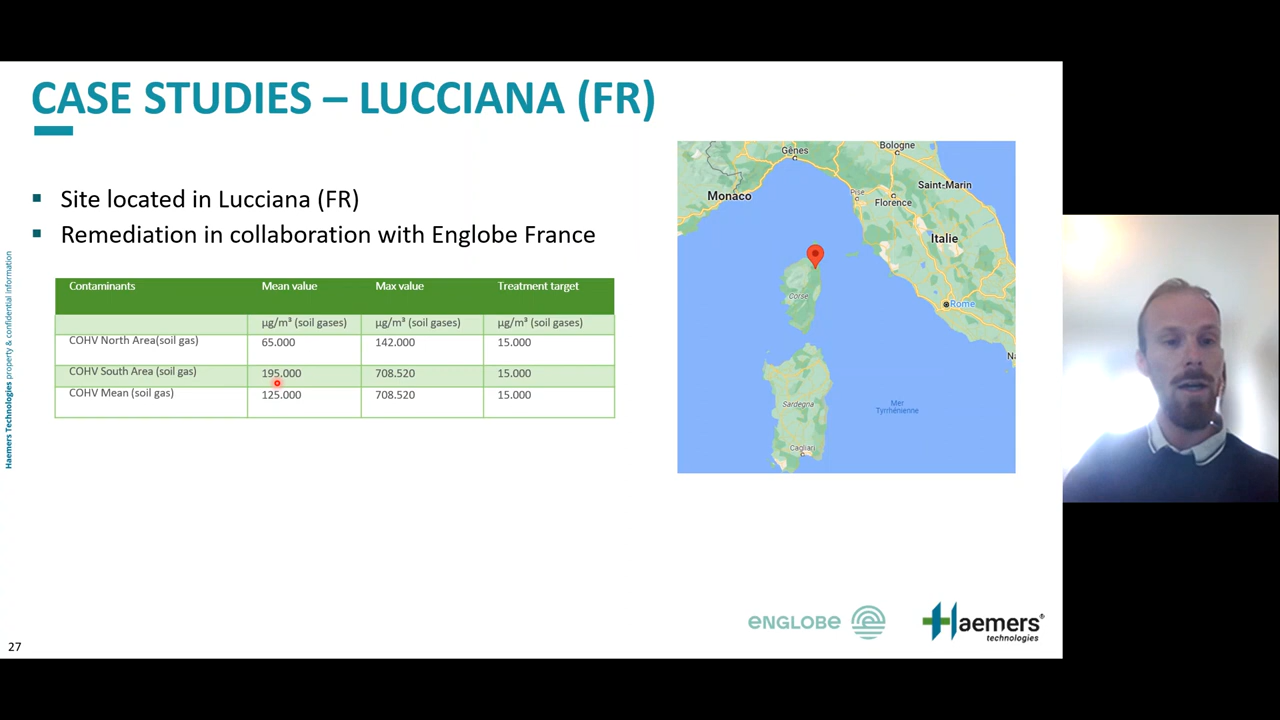 CASE STUDIES – LUCCIANA (FR)
Site located in Lucciana (FR)
Remediation in collaboration with Englobe France
Contaminants Mean value Max value Treatment target
µg/m³ (soil gases) µg/m³ (soil gases) µg/m³ (soil gases)
COHV North Area(soil gas) 65.000 142.000 15.000
COHV South Area (soil gas) 195.000 708.520 15.000
COHV Mean (soil gas) 125.000 708.520 15.000
Gênes
Bologne
Monaco
Pise
Saint-Marin
Florence
Italie
Corse
Rome
Na
Sardegna
Mer
Tyrrhénienne
Cagliari
Haemers Technologies property & confidential information
ENGLOBE
Haemers®
technologies
27